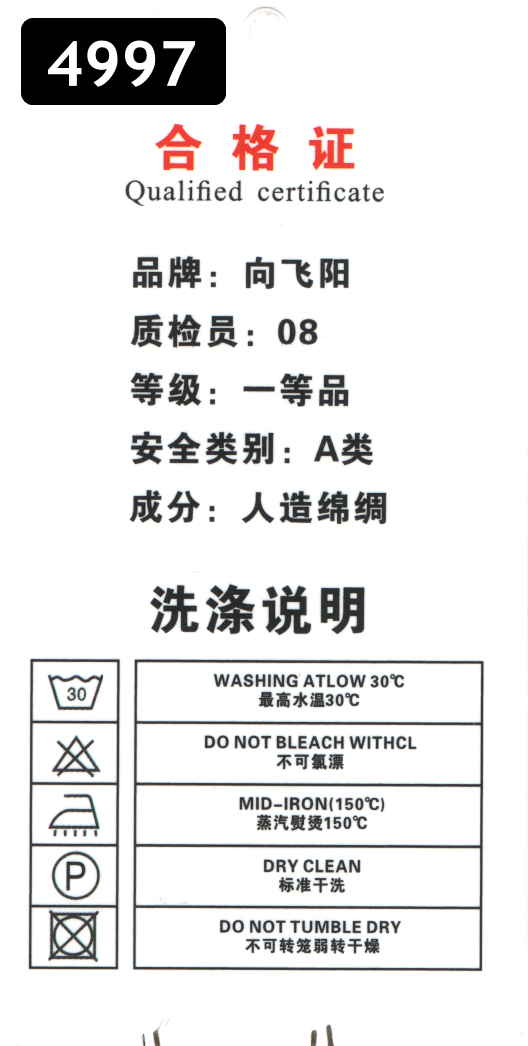 4997
合格证
Qualified certificate
品牌：向飞阳
质检员：08
等级：一等品
安全类别：A类
成分：人造绵绸
洗涤说明
30
WASHING ATLOW 30℃
最高水温30℃
DO NOT BLEACH WITHCL
不可氯漂
MID-IRON(150℃)
蒸汽熨烫150℃
P
DRY CLEAN
标准干洗
DO NOT TUMBLE DRY
不可转笼弱转干燥